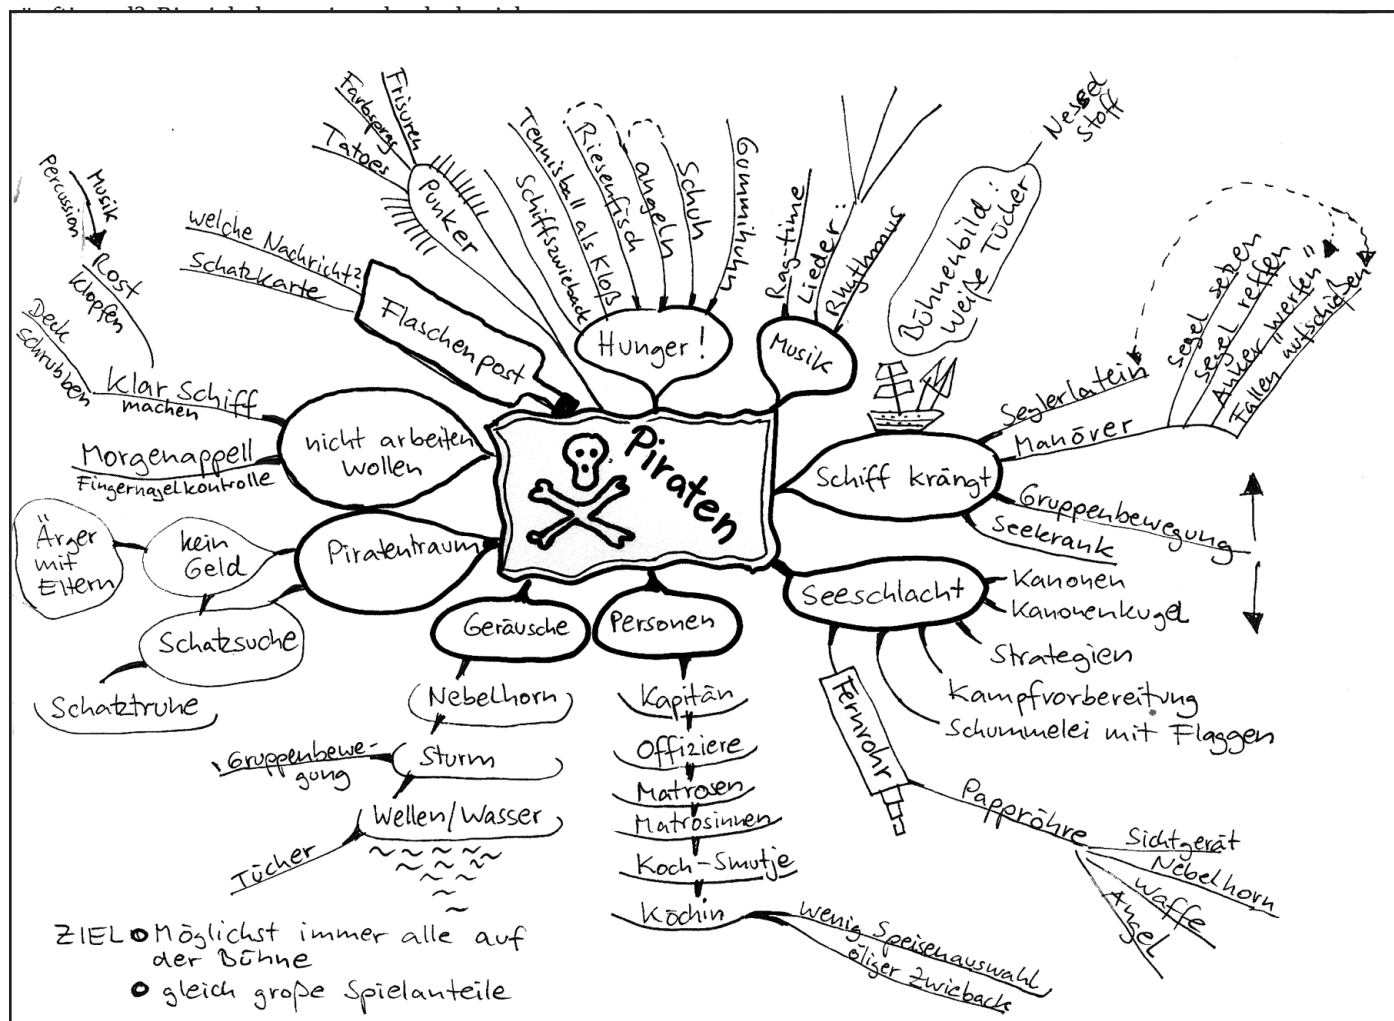 Piraten
Flaschenpost
welche Nachricht?
Schatzkarte
Punker
Frisuren
Tatoes
Hunger!
Schiffszwieback
Tennisball als Kloß
Riesenfisch
angeln
Schuh
Gummihuhn
Musik
Rag-time
Lieder:
Rhythmus
Bühnenbild:
weiße Tücher
Nessel
stoff
Schiff krängt
Seglerlatein
Manöver
Segel setzen
Segel reffen
Anker "werfen"
Fallen aufschießen
Gruppenbewegung
Seekrank
Seeschlacht
Kanonen
Kanonenkugel
Strategien
Kampfvorbereitung
Schummelei mit Flaggen
Fernrohr
Pappröhre
Sichtgerät
Nebelhorn
Waffe
Angel
Personen
Kapitän
Offiziere
Matrosen
Matrosinnen
Koch-Smutje
Köchin
wenig Speisenauswahl
öliger Zwieback
Geräusche
Nebelhorn
Sturm
Gruppenbewe-
gung
Wellen/Wasser
Tücher
Piratentraum
kein
Geld
Ärger
mit
Eltern
Schatzsuche
Schatztruhe
nicht arbeiten
wollen
Klar Schiff
machen
Deck
schrubben
Rost
klopfen
Musik
Percussion
Morgenappell
Fingernagelkontrolle
ZIEL • Möglichst immer alle auf
der Bühne
• gleich große Spielanteile